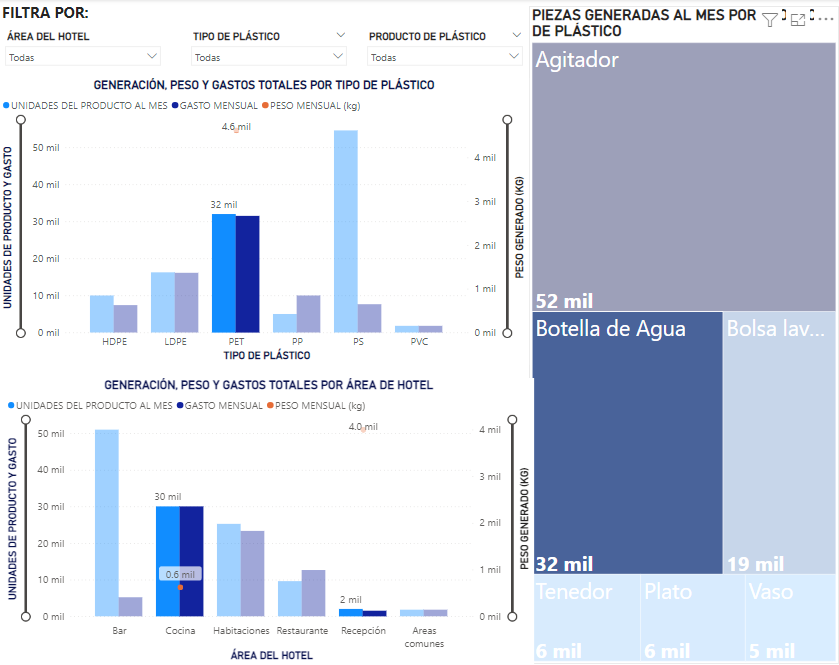 FILTRA POR:
ÁREA DEL HOTEL
Todas
TIPO DE PLÁSTICO
Todas
PRODUCTO DE PLÁSTICO
Todas
GENERACIÓN, PESO Y GASTOS TOTALES POR TIPO DE PLÁSTICO
UNIDADES DEL PRODUCTO AL MES GASTO MENSUAL PESO MENSUAL (kg)
UNIDADES DE PRODUCTO Y GASTO
50 mil
40 mil
30 mil
20 mil
10 mil
0 mil
4.6 mil
32 mil
4 mil
3 mil
2 mil
1 mil
0 mil
PESO GENERADO (KG)
HDPE LDPE PET PP PS PVC
TIPO DE PLÁSTICO
GENERACIÓN, PESO Y GASTOS TOTALES POR ÁREA DE HOTEL
UNIDADES DEL PRODUCTO AL MES GASTO MENSUAL PESO MENSUAL (kg)
UNIDADES DE PRODUCTO Y GASTO
50 mil
40 mil
30 mil
20 mil
10 mil
0 mil
30 mil
0.6 mil
4.0 mil
2 mil
4 mil
3 mil
2 mil
1 mil
0 mil
PESO GENERADO (KG)
Bar Cocina Habitaciones Restaurante Recepción Areas
comunes
ÁREA DEL HOTEL
PIEZAS GENERADAS AL MES POR
DE PLÁSTICO
Agitador
52 mil
Botella de Agua
32 mil
Bolsa lav...
19 mil
Tenedor
6 mil
Plato
6 mil
Vaso
5 mil